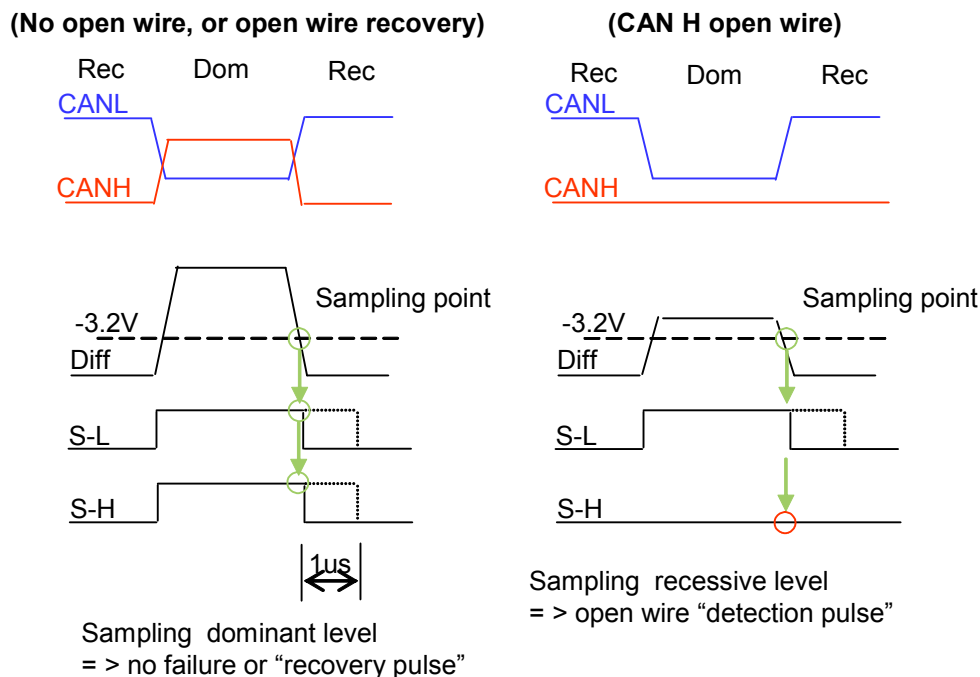 (No open wire, or open wire recovery)
Rec Dom Rec
CANL
CANH
Sampling point
-3.2V
Diff
S-L
S-H
1us
Sampling dominant level
= > no failure or “recovery pulse”
(CAN H open wire)
Rec Dom Rec
CANL
CANH
Sampling point
-3.2V
Diff
S-L
S-H
Sampling recessive level
= > open wire “detection pulse”